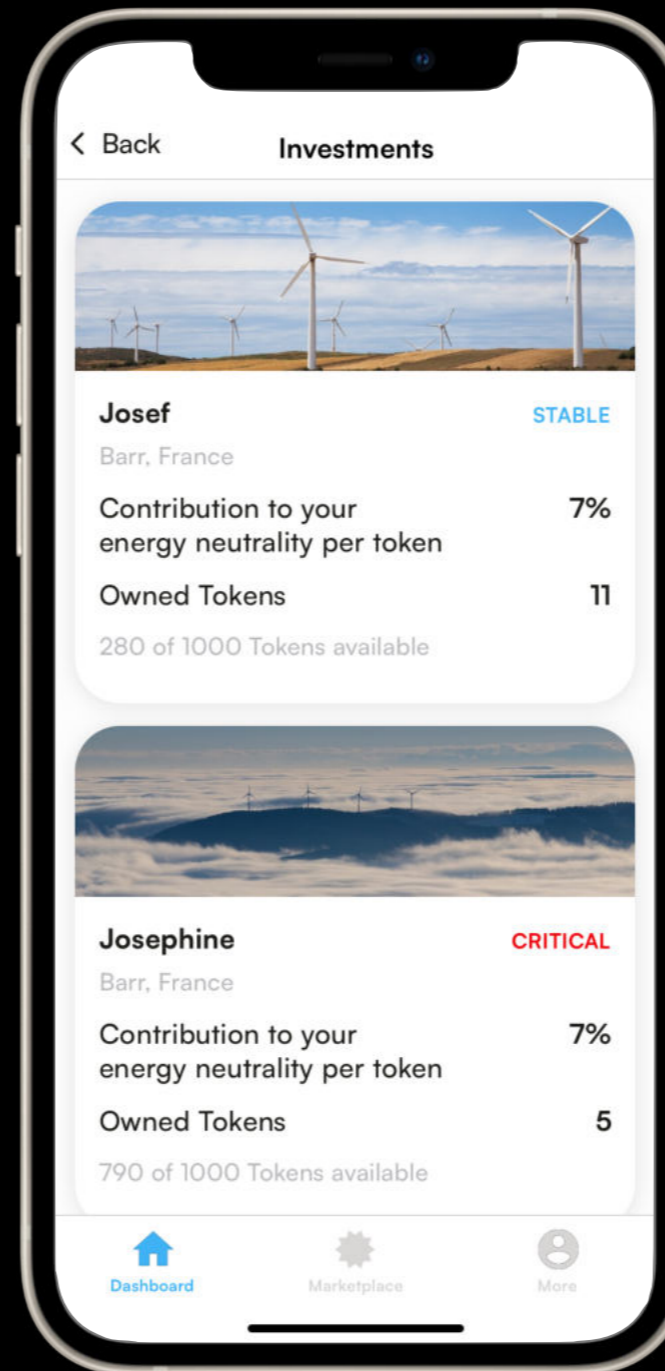 Back
Investments
Josef
STABLE
Barr, France
Contribution to your
energy neutrality per token
7%
Owned Tokens
11
280 of 1000 Tokens available
Josephine
CRITICAL
Barr, France
Contribution to your
energy neutrality per token
7%
Owned Tokens
5
790 of 1000 Tokens available
Dashboard
Marketplace
More